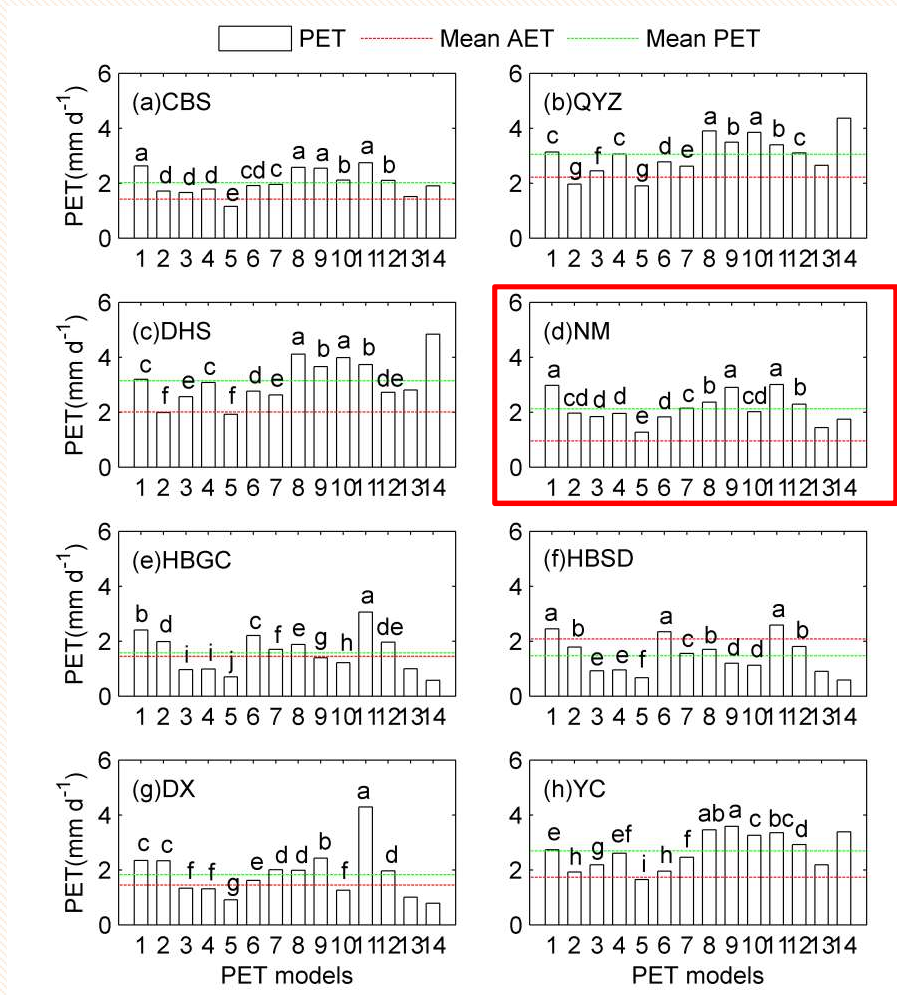 PET Mean AET Mean PET
6
4
2
0
PET(mm d-1)
(a)CBS
a d d d e cd c a a b a b
1 2 3 4 5 6 7 8 9 10 11 12 13 14
6
4
2
0
(b)QYZ
c g f c g d e a b a b c
1 2 3 4 5 6 7 8 9 10 11 12 13 14
6
4
2
0
PET(mm d-1)
(c)DHS
c f e c f d e a b a b de
1 2 3 4 5 6 7 8 9 10 11 12 13 14
6
4
2
0
(d)NM
a cd d d e d c b a cd a b
1 2 3 4 5 6 7 8 9 10 11 12 13 14
6
4
2
0
PET(mm d-1)
(e)HBGC
b d i i j c f e g h a de
1 2 3 4 5 6 7 8 9 10 11 12 13 14
6
4
2
0
(f)HBSD
a b e e f a c b d d a b
1 2 3 4 5 6 7 8 9 10 11 12 13 14
6
4
2
0
PET(mm d-1)
(g)DX
c c f f g e d d b f a d
1 2 3 4 5 6 7 8 9 10 11 12 13 14
PET models
6
4
2
0
(h)YC
e h g ef i h f ab a c bc d
1 2 3 4 5 6 7 8 9 10 11 12 13 14
PET models